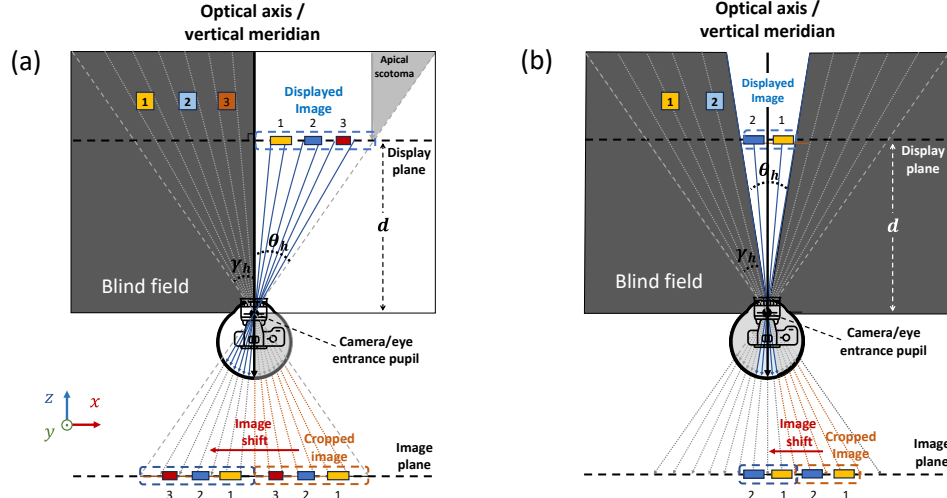 Optical axis /
vertical meridian
(a)
Apical
scotoma
1
2
3
Displayed
Image
1 2 3
Display
plane
d
θh
γh
Blind field
Camera/eye
entrance pupil
z
x
y
Image
shift
Cropped
image
Image
plane
3 2 1 3 2 1
Optical axis /
vertical meridian
(b)
1
2
Displayed
Image
2 1
Display
plane
θh
d
γh
Blind field
Camera/eye
entrance pupil
Image
shift
Cropped
image
Image
plane
2 1 2 1